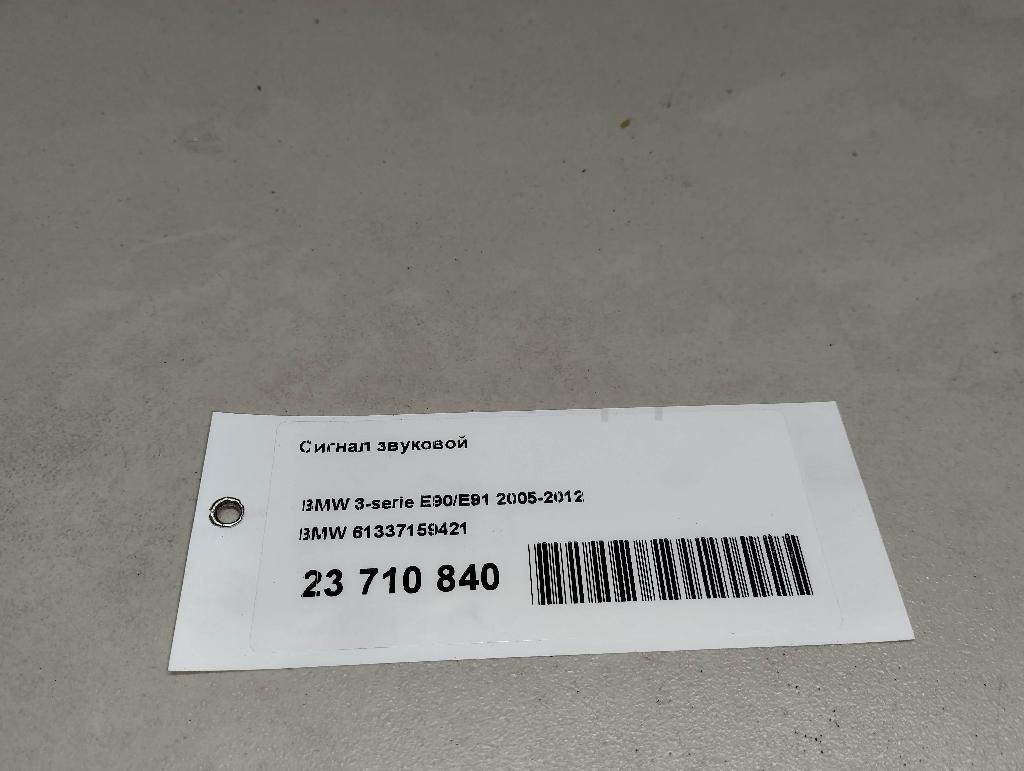 Сигнал звуковой
BMW 3-serie E90/E91 2005-2012
BMW 61337159421
23 710 840